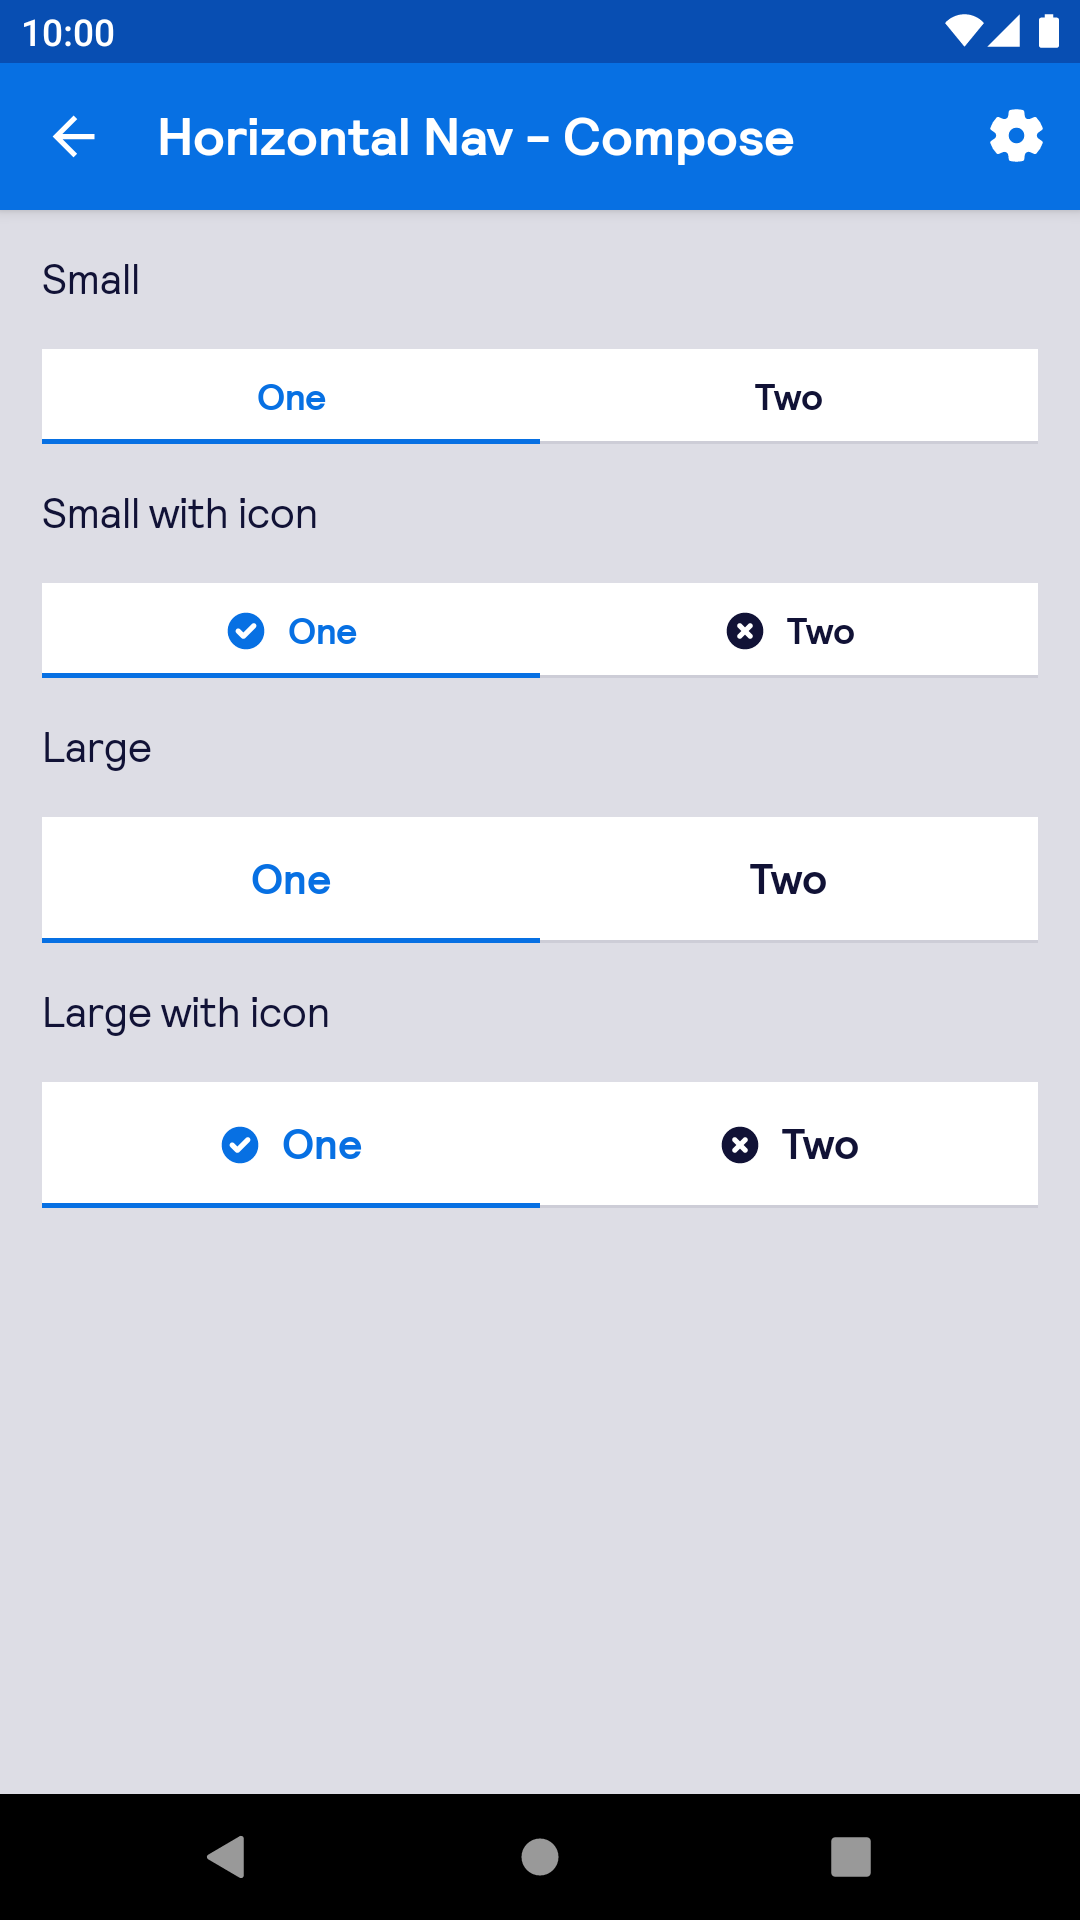 10:00
Horizontal Nav - Compose
Small
One Two
Small with icon
One Two
Large
One Two
Large with icon
One Two